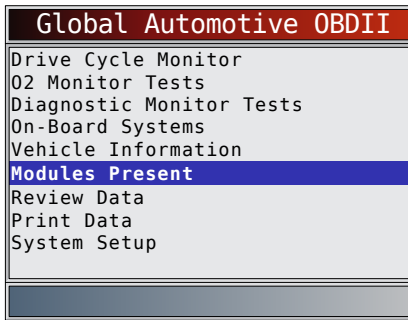 Global Automotive OBDII
Drive Cycle Monitor
O2 Monitor Tests
Diagnostic Monitor Tests
On-Board Systems
Vehicle Information
Modules Present
Review Data
Print Data
System Setup